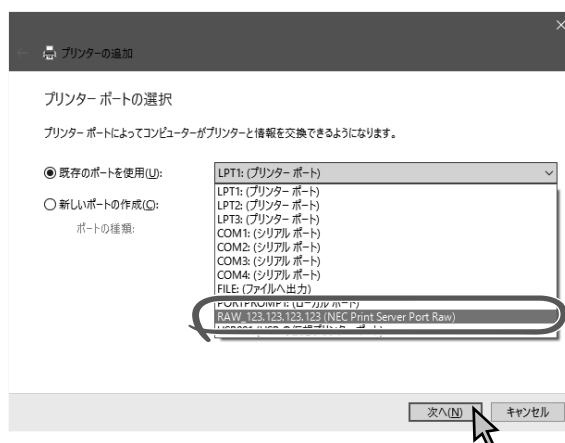 プリンターの追加
プリンター ポートの選択
プリンター ポートによってコンピューターがプリンターと情報を交換できるようになります。
既存のポートを使用(U):
LPT1: (プリンター ポート)
LPT1: (プリンター ポート)
新しいポートの作成(C):
LPT2: (プリンター ポート)
LPT3: (プリンター ポート)
ポートの種類:
COM1: (シリアル ポート)
COM2: (シリアル ポート)
COM3: (シリアル ポート)
COM4: (シリアル ポート)
FILE: (ファイルへ出力)
PORTPROMPT: (ローカル ポート)
RAW_123.123.123.123 (NEC Print Server Port Raw)
次へ(N)
キャンセル